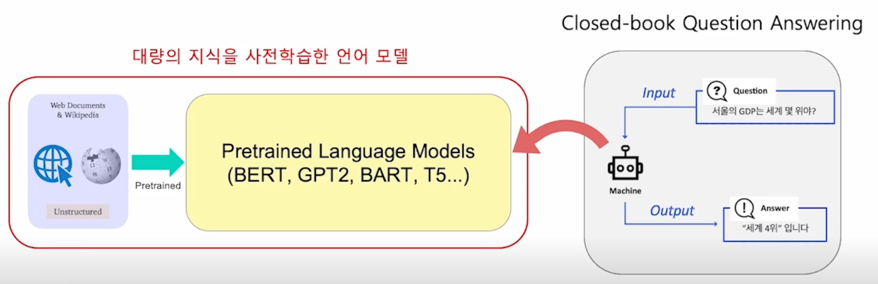 Closed-book Question Answering
대량의 지식을 사전학습한 언어 모델
Web Documents
& Wikipedia
Unstructured
Pretrained
Pretrained Language Models
(BERT, GPT2, BART, T5...)
Input
Question
서울의 GDP는 세계 몇 위야?
Machine
Output
Answer
"세계 4위" 입니다